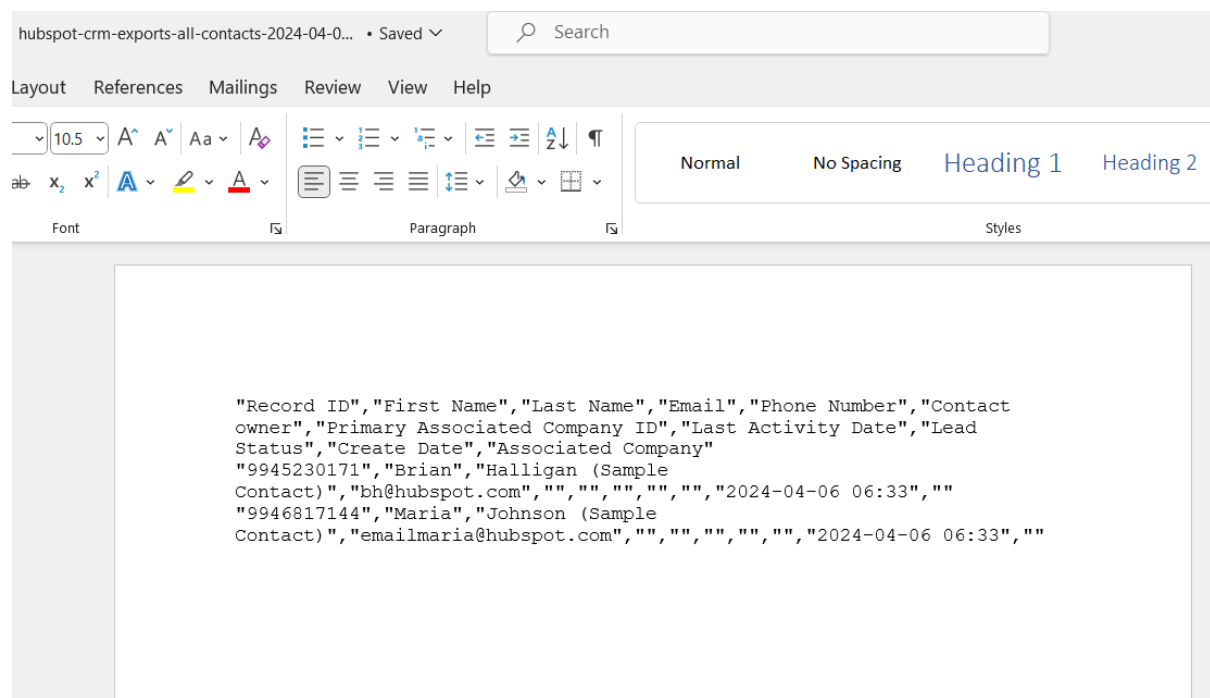 hubspot-crm-exports-all-contacts-2024-04-0... • Saved
Search
Layout References Mailings Review View Help
10.5 A A Aa A A Z ¶
ab x2 x2 A A
Normal No Spacing Heading 1 Heading 2
Font Paragraph Styles
"Record ID","First Name","Last Name","Email","Phone Number","Contact
owner","Primary Associated Company ID","Last Activity Date","Lead
Status","Create Date","Associated Company"
"9945230171","Brian","Halligan (Sample
Contact)","bh@hubspot.com","","","","","","2024-04-06 06:33",""
"9946817144","Maria","Johnson (Sample
Contact)","emailmaria@hubspot.com","","","","","","2024-04-06 06:33",""